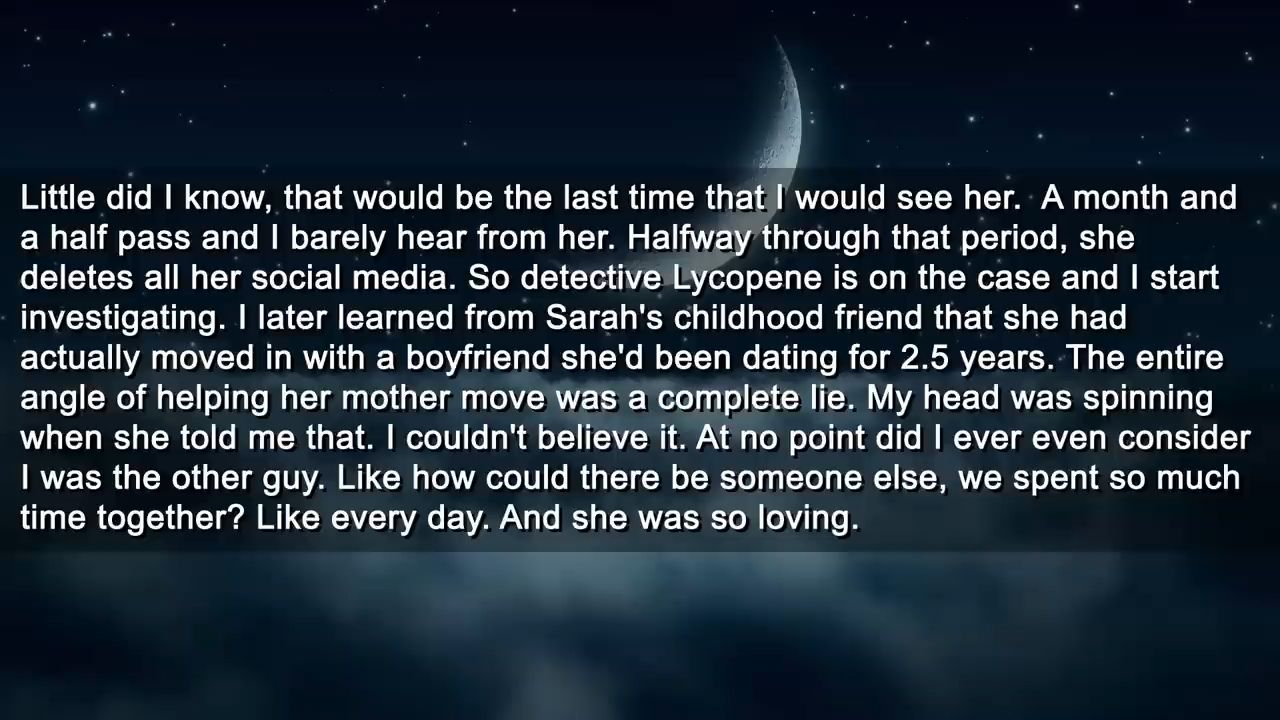 Little did I know, that would be the last time that I would see her.  A month and
a half pass and I barely hear from her. Halfway through that period, she
deletes all her social media. So detective Lycopene is on the case and I start
investigating. I later learned from Sarah's childhood friend that she had
actually moved in with a boyfriend she'd been dating for 2.5 years. The entire
angle of helping her mother move was a complete lie. My head was spinning
when she told me that. I couldn't believe it. At no point did I ever even consider
I was the other guy. Like how could there be someone else, we spent so much
time together? Like every day. And she was so loving.